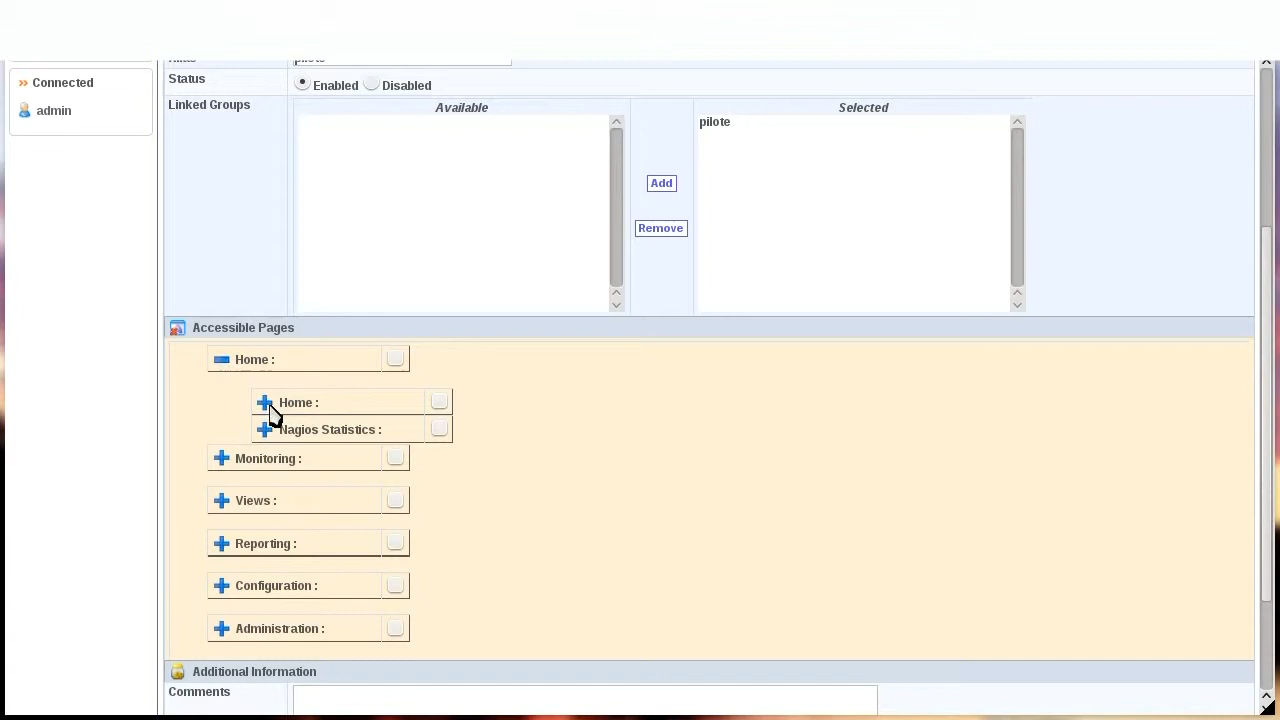 Connected
admin
Status
Enabled Disabled
Linked Groups
Available
Selected
pilote
Add
Remove
Accessible Pages
Home :
Home :
Nagios Statistics :
Monitoring :
Views :
Reporting :
Configuration :
Administration :
Additional Information
Comments